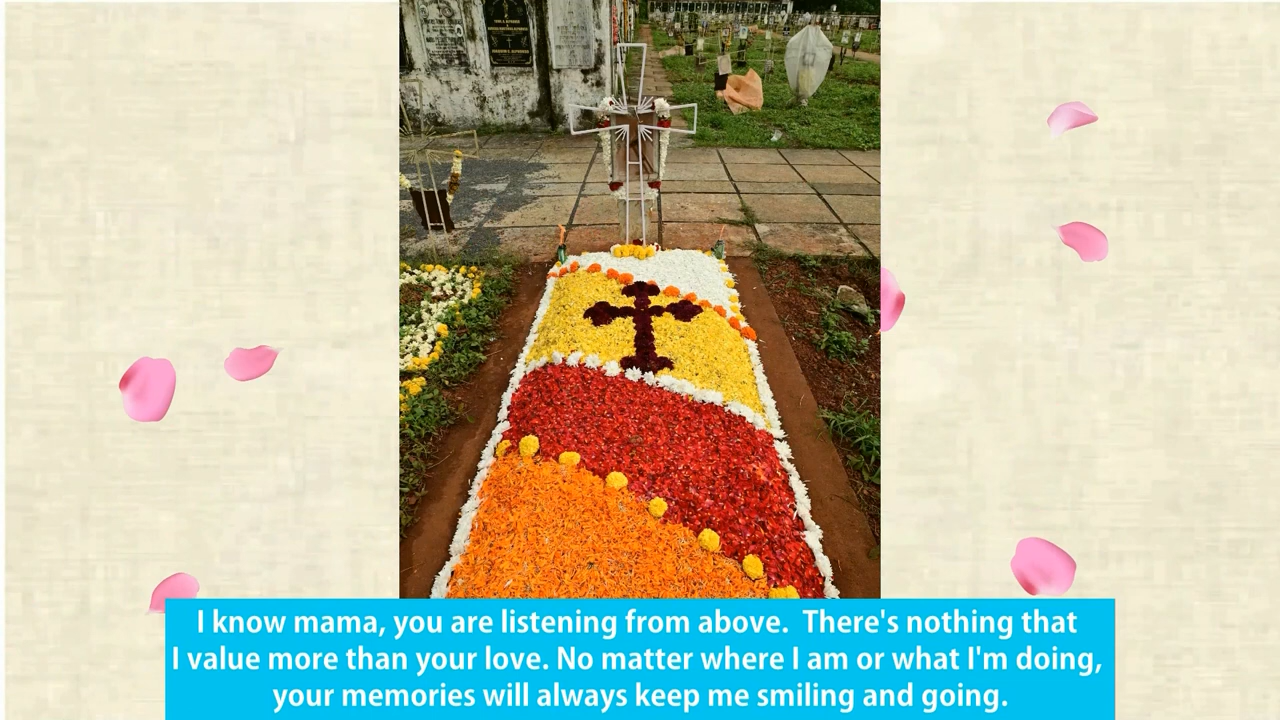 I know mama, you are listening from above.  There's nothing that
I value more than your love. No matter where I am or what I'm doing,
your memories will always keep me smiling and going.